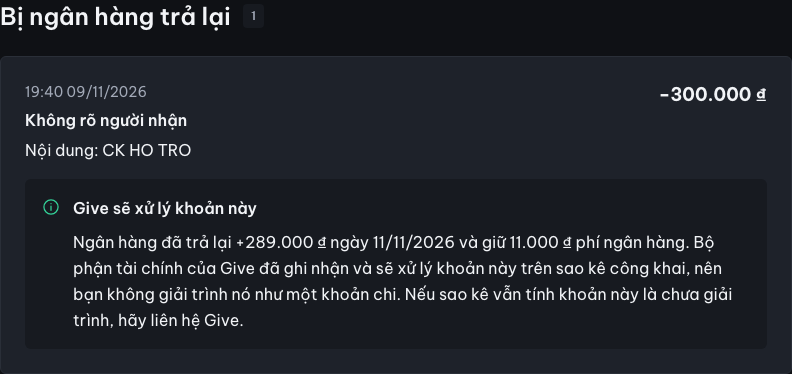 Bị ngân hàng trả lại 1
19:40 09/11/2026
-300.000 ₫
Không rõ người nhận
Nội dung: CK HO TRO
Give sẽ xử lý khoản này
Ngân hàng đã trả lại +289.000 ₫ ngày 11/11/2026 và giữ 11.000 ₫ phí ngân hàng. Bộ
phận tài chính của Give đã ghi nhận và sẽ xử lý khoản này trên sao kê công khai, nên
bạn không giải trình nó như một khoản chi. Nếu sao kê vẫn tính khoản này là chưa giải
trình, hãy liên hệ Give.